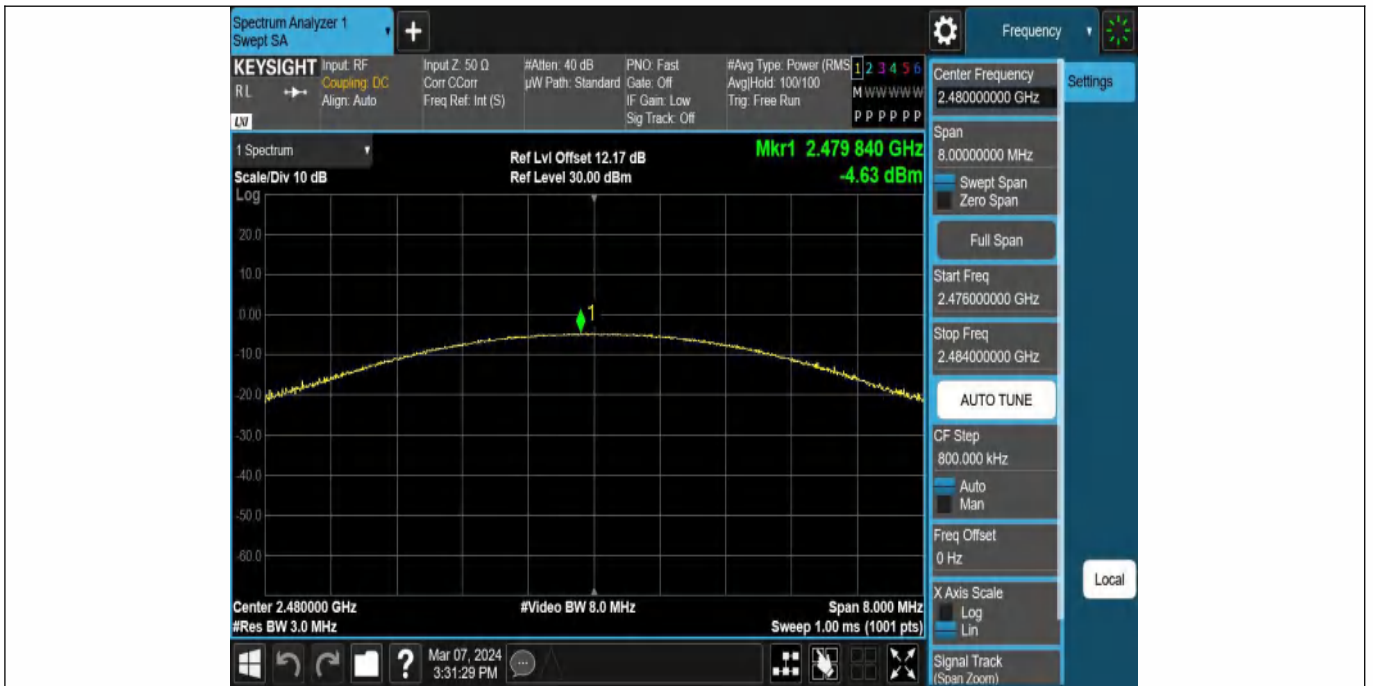 Spectrum Analyzer 1
Swept SA
+
Frequency
KEYSIGHT
RL
LXI
Input: RF
Coupling: DC
Align: Auto
Input Z: 50 Ω
Corr CCorr
Freq Ref: Int (S)
#Atten: 40 dB
µW Path: Standard
PNO: Fast
Gate: Off
IF Gain: Low
Sig Track: Off
#Avg Type: Power (RMS
Avg|Hold: 100/100
Trig: Free Run
1 2 3 4 5 6
M W W W W W
P P P P P P
1 Spectrum
Scale/Div 10 dB
Ref Lvl Offset 12.17 dB
Ref Level 30.00 dBm
Mkr1 2.479 840 GHz
-4.63 dBm
Log
20.0
10.0
0.00
-10.0
-20.0
-30.0
-40.0
-50.0
-60.0
1
Center 2.480000 GHz
#Res BW 3.0 MHz
#Video BW 8.0 MHz
Span 8.000 MHz
Sweep 1.00 ms (1001 pts)
Center Frequency
2.480000000 GHz
Settings
Span
8.00000000 MHz
Swept Span
Zero Span
Full Span
Start Freq
2.476000000 GHz
Stop Freq
2.484000000 GHz
AUTO TUNE
CF Step
800.000 kHz
Auto
Man
Freq Offset
0 Hz
X Axis Scale
Log
Lin
Local
Signal Track
(Span Zoom)
?
Mar 07, 2024
3:31:29 PM